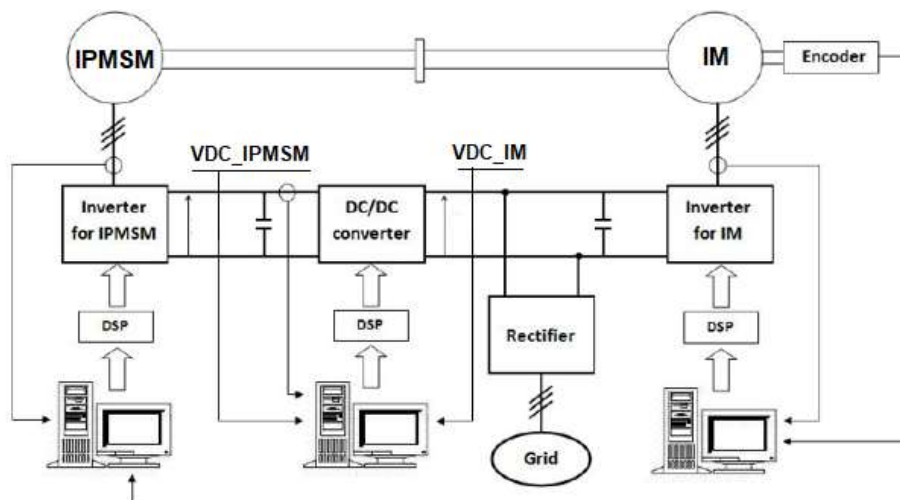 IPMSM
IM
Encoder
VDC_IPMSM
VDC_IM
Inverter
for IPMSM
DC/DC
converter
Inverter
for IM
DSP
DSP
DSP
Rectifier
Grid